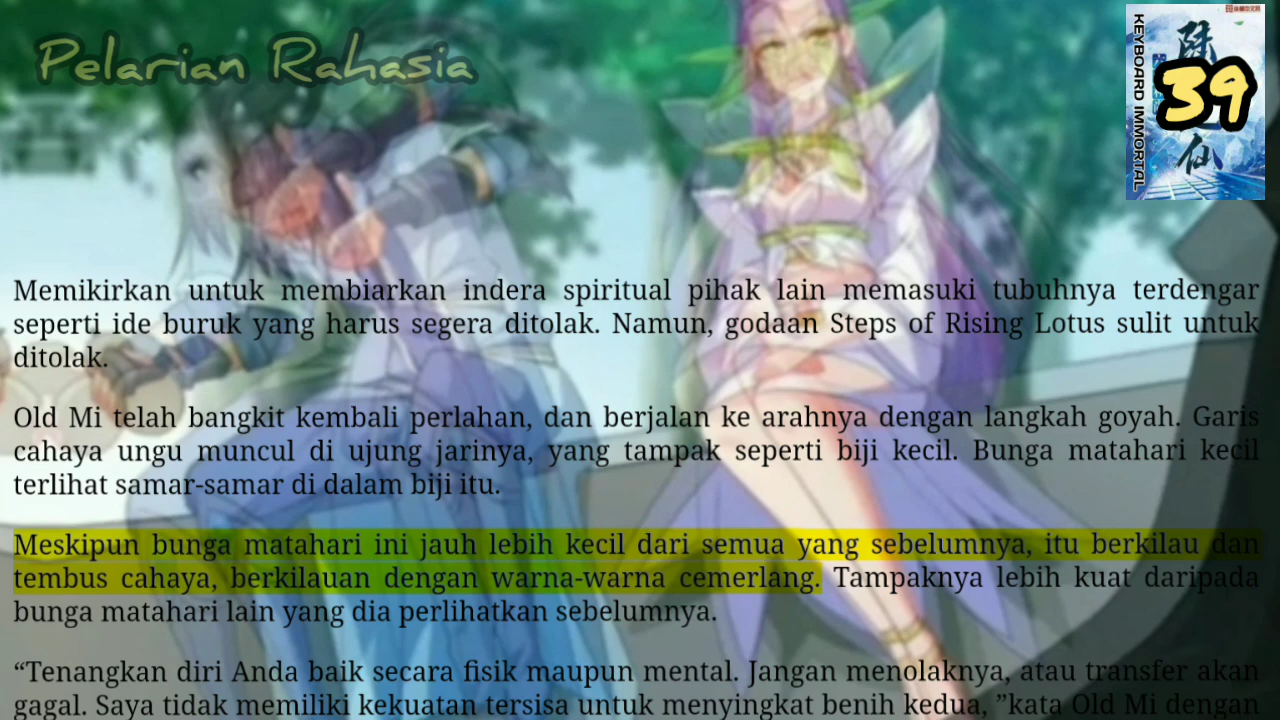 Pelarian Rahasia
KEYBOARD IMMORTAL
陆
仙
39
Memikirkan untuk membiarkan indera spiritual pihak lain memasuki tubuhnya terdengar
seperti ide buruk yang harus segera ditolak. Namun, godaan Steps of Rising Lotus sulit untuk
ditolak.
Old Mi telah bangkit kembali perlahan, dan berjalan ke arahnya dengan langkah goyah. Garis
cahaya ungu muncul di ujung jarinya, yang tampak seperti biji kecil. Bunga matahari kecil
terlihat samar-samar di dalam biji itu.
Meskipun bunga matahari ini jauh lebih kecil dari semua yang sebelumnya, itu berkilau dan
tembus cahaya, berkilauan dengan warna-warna cemerlang. Tampaknya lebih kuat daripada
bunga matahari lain yang dia perlihatkan sebelumnya.
“Tenangkan diri Anda baik secara fisik maupun mental. Jangan menolaknya, atau transfer akan
gagal. Saya tidak memiliki kekuatan tersisa untuk menyingkat benih kedua, ”kata Old Mi dengan